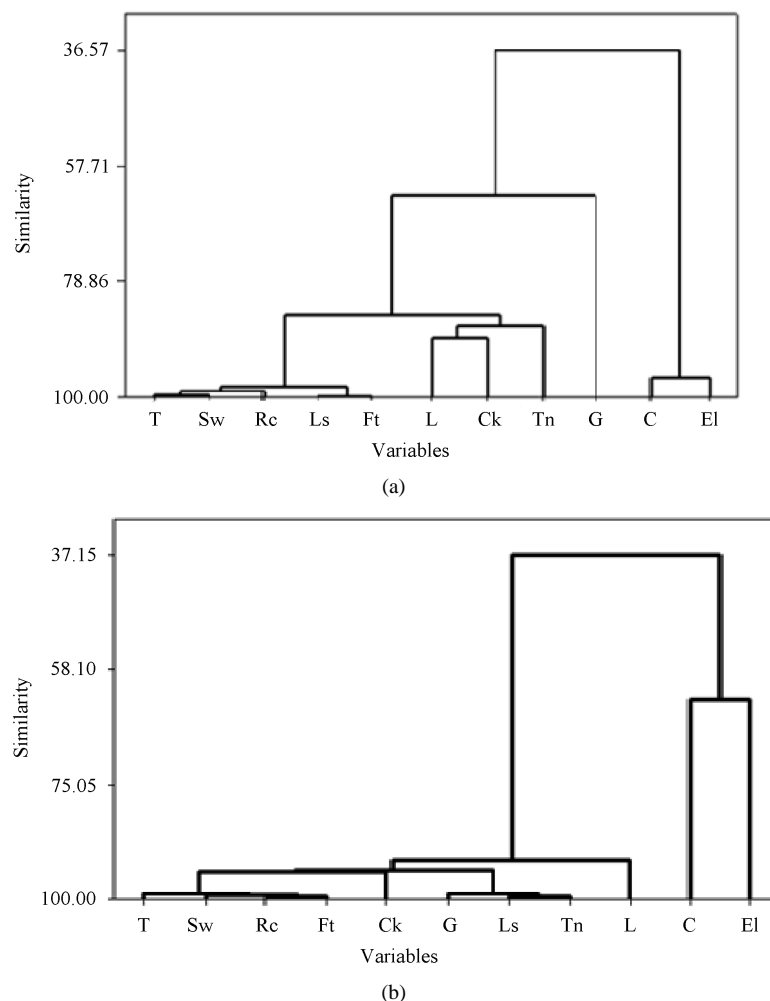 36.57
57.71
Similarity
78.86
100.00
T Sw Rc Ls Ft L Ck Tn G C El
Variables
(a)
37.15
58.10
Similarity
75.05
100.00
T Sw Rc Ft Ck G Ls Tn L C El
Variables
(b)